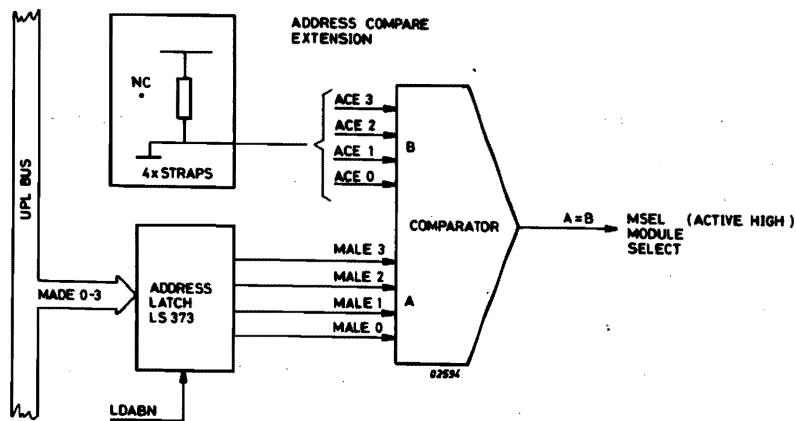 ADDRESS COMPARE
EXTENSION
NC
4x STRAPS
ACE 3
ACE 2
ACE 1
ACE 0
B
UPL BUS
COMPARATOR
A=B
MSEL (ACTIVE HIGH)
MODULE
SELECT
MADE 0-3
ADDRESS
LATCH
LS 373
MALE 3
MALE 2
MALE 1
MALE 0
A
02594
LDABN